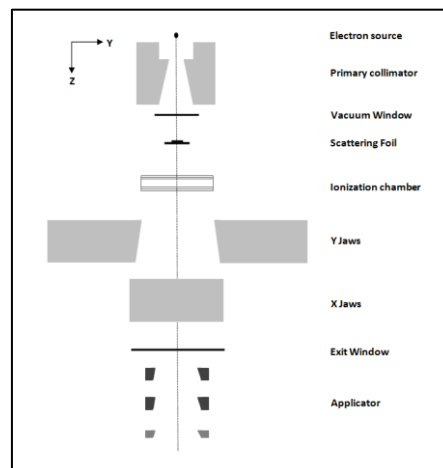 Electron source
Y
Primary collimator
Z
Vacuum Window
Scattering Foil
Ionization chamber
Y Jaws
X Jaws
Exit Window
Applicator